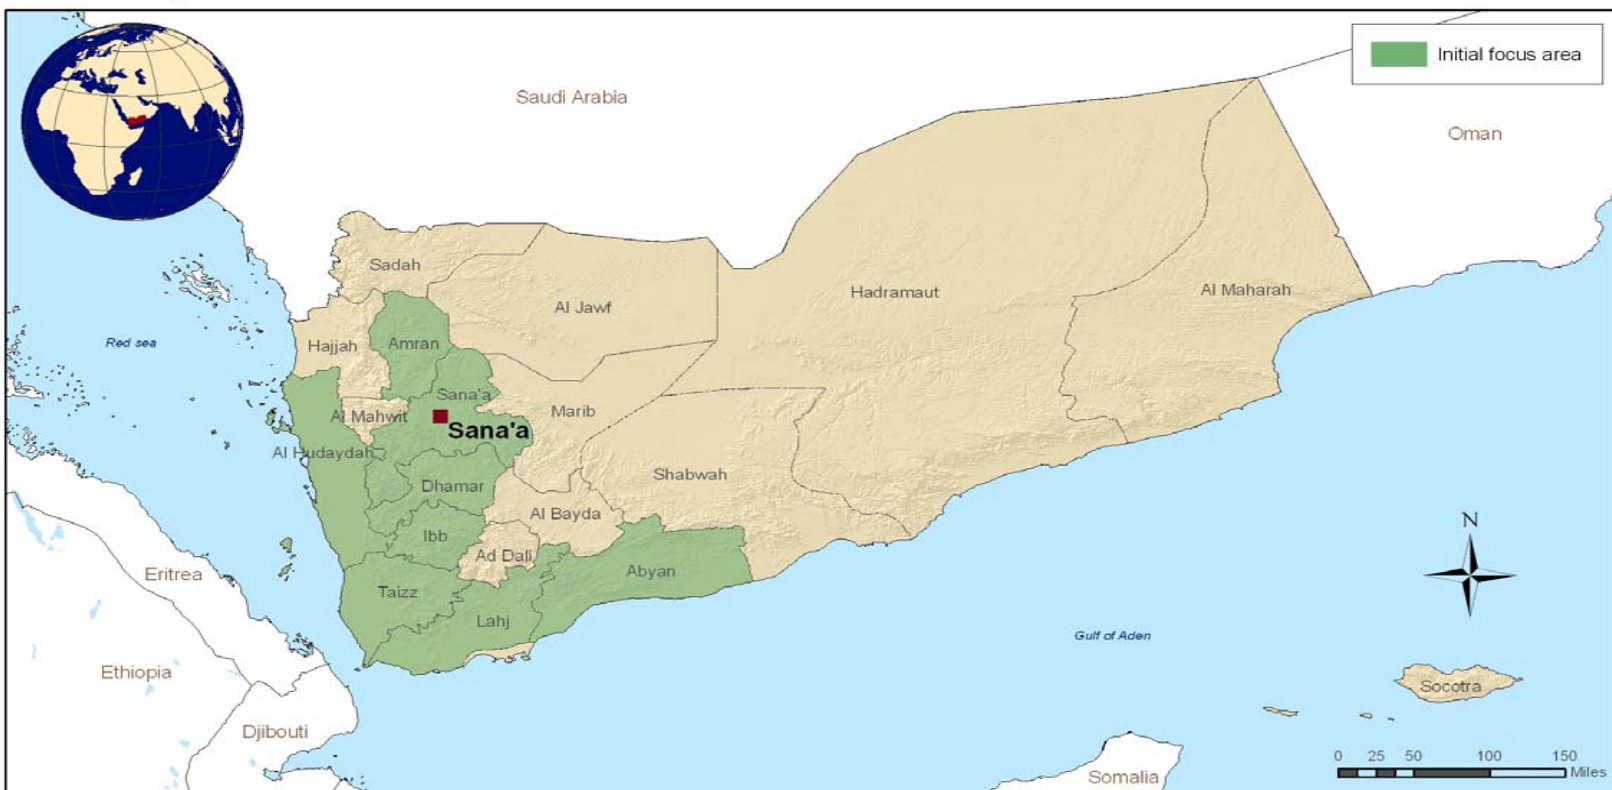 Initial focus area
Saudi Arabia
Oman
Sadah
Al Jawf
Hadramaut
Al Maharah
Red sea
Hajjah
Amran
Sana'a
Al Mahwit
Marib
Sana'a
Al Hudaydah
Shabwah
Dhamar
Al Bayda
Ibb
Ad Dali
N
Eritrea
Abyan
Taizz
Lahj
Gulf of Aden
Ethiopia
Socotra
Djibouti
Somalia
0 25 50 100 150
Miles